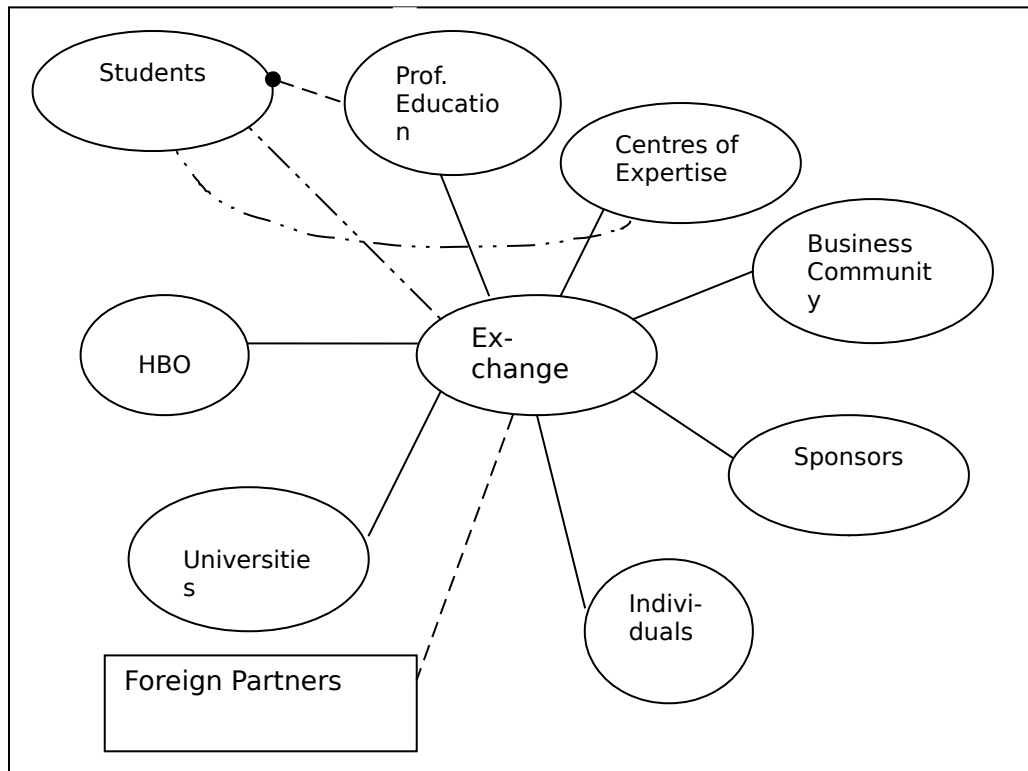 Students
Prof.
Educatio
n
Centres of
Expertise
Business
Communit
y
HBO
Ex-
change
Sponsors
Universitie
s
Indivi-
duals
Foreign Partners